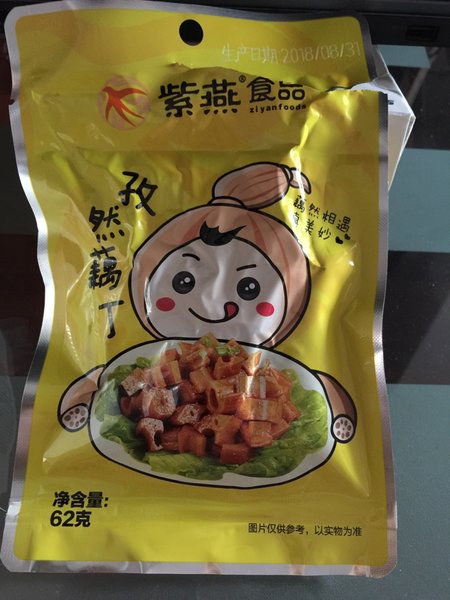 生产日期 2018/08/31
紫燕®食品
ziyanfoods
孜然藕丁
偶然相遇
美妙
净含量:
62克
图片仅供参考，以实物为准